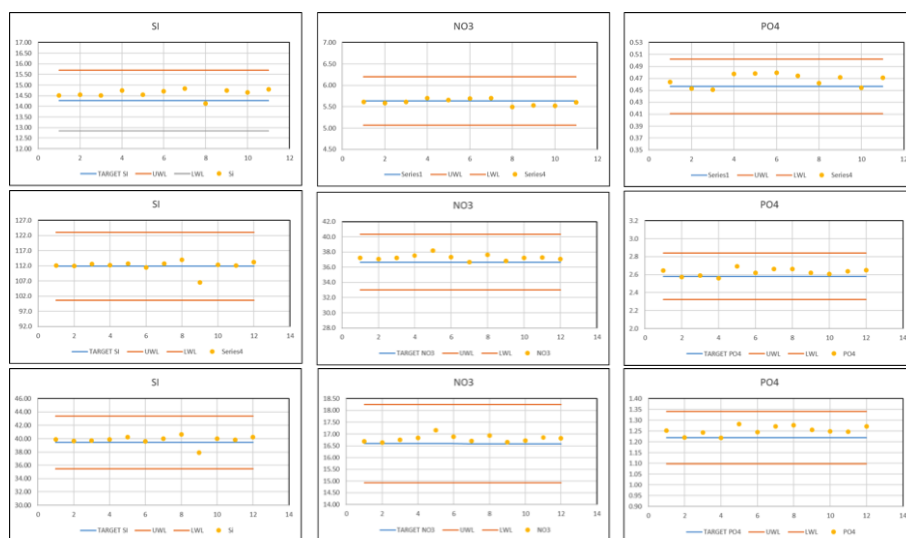 SI
17.00
16.50
16.00
15.50
15.00
14.50
14.00
13.50
13.00
12.50
12.00
0 2 4 6 8 10 12
TARGET SI UWL LWL Si
NO3
7.00
6.50
6.00
5.50
5.00
4.50
0 2 4 6 8 10 12
Series1 UWL LWL Series4
PO4
0.53
0.51
0.49
0.47
0.45
0.43
0.41
0.39
0.37
0.35
0 2 4 6 8 10 12
Series1 UWL LWL Series4
SI
127.0
122.0
117.0
112.0
107.0
102.0
97.0
92.0
0 2 4 6 8 10 12 14
TARGET SI UWL LWL Series4
NO3
42.0
40.0
38.0
36.0
34.0
32.0
30.0
28.0
0 2 4 6 8 10 12 14
TARGET NO3 UWL LWL NO3
PO4
3.2
3.0
2.8
2.6
2.4
2.2
2.0
0 2 4 6 8 10 12 14
TARGET PO4 UWL LWL PO4
SI
46.00
44.00
42.00
40.00
38.00
36.00
34.00
32.00
30.00
0 2 4 6 8 10 12 14
TARGET SI UWL LWL Si
NO3
18.50
18.00
17.50
17.00
16.50
16.00
15.50
15.00
14.50
14.00
0 2 4 6 8 10 12 14
TARGET NO3 UWL LWL NO3
PO4
1.40
1.35
1.30
1.25
1.20
1.15
1.10
1.05
1.00
0.95
0.90
0 2 4 6 8 10 12 14
TARGET PO4 UWL LWL PO4